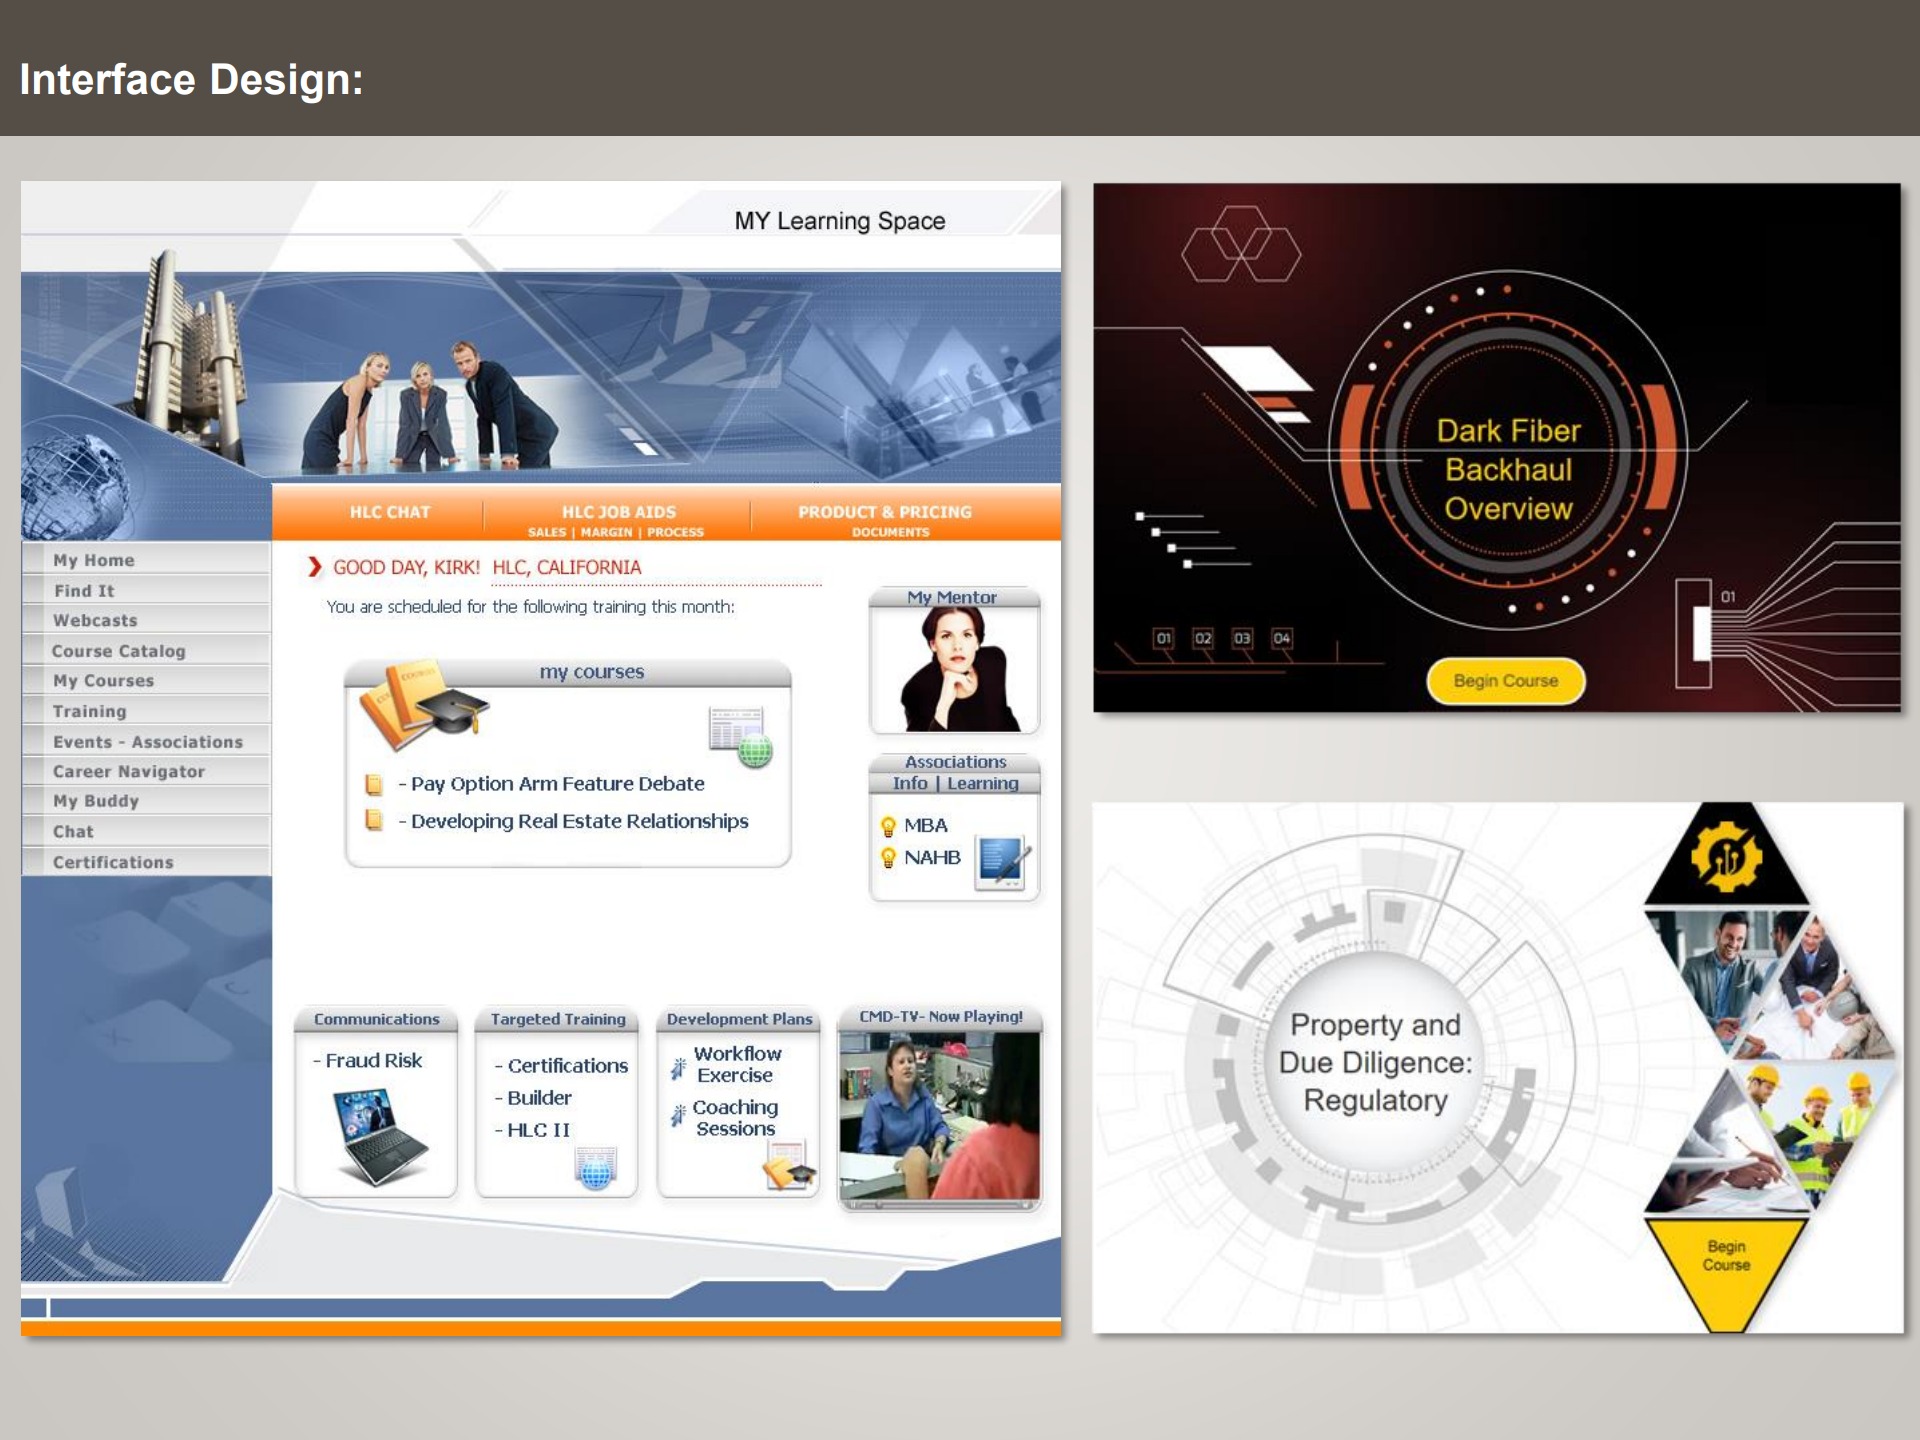 Interface Design:
MY Learning Space
HLC CHAT
HLC JOB AIDS
SALES | MARGIN | PROCESS
PRODUCT & PRICING
DOCUMENTS
My Home
Find It
Webcasts
Course Catalog
My Courses
Training
Events - Associations
Career Navigator
My Buddy
Chat
Certifications
GOOD DAY, KIRK! HLC, CALIFORNIA
You are scheduled for the following training this month:
my courses
- Pay Option Arm Feature Debate
- Developing Real Estate Relationships
My Mentor
Associations
Info | Learning
MBA
NAHB
Communications
- Fraud Risk
Targeted Training
- Certifications
- Builder
- HLC II
Development Plans
Workflow
Exercise
Coaching
Sessions
CMD-TV- Now Playing!
Dark Fiber
Backhaul
Overview
01
01 02 03 04
Begin Course
Property and
Due Diligence:
Regulatory
Begin
Course